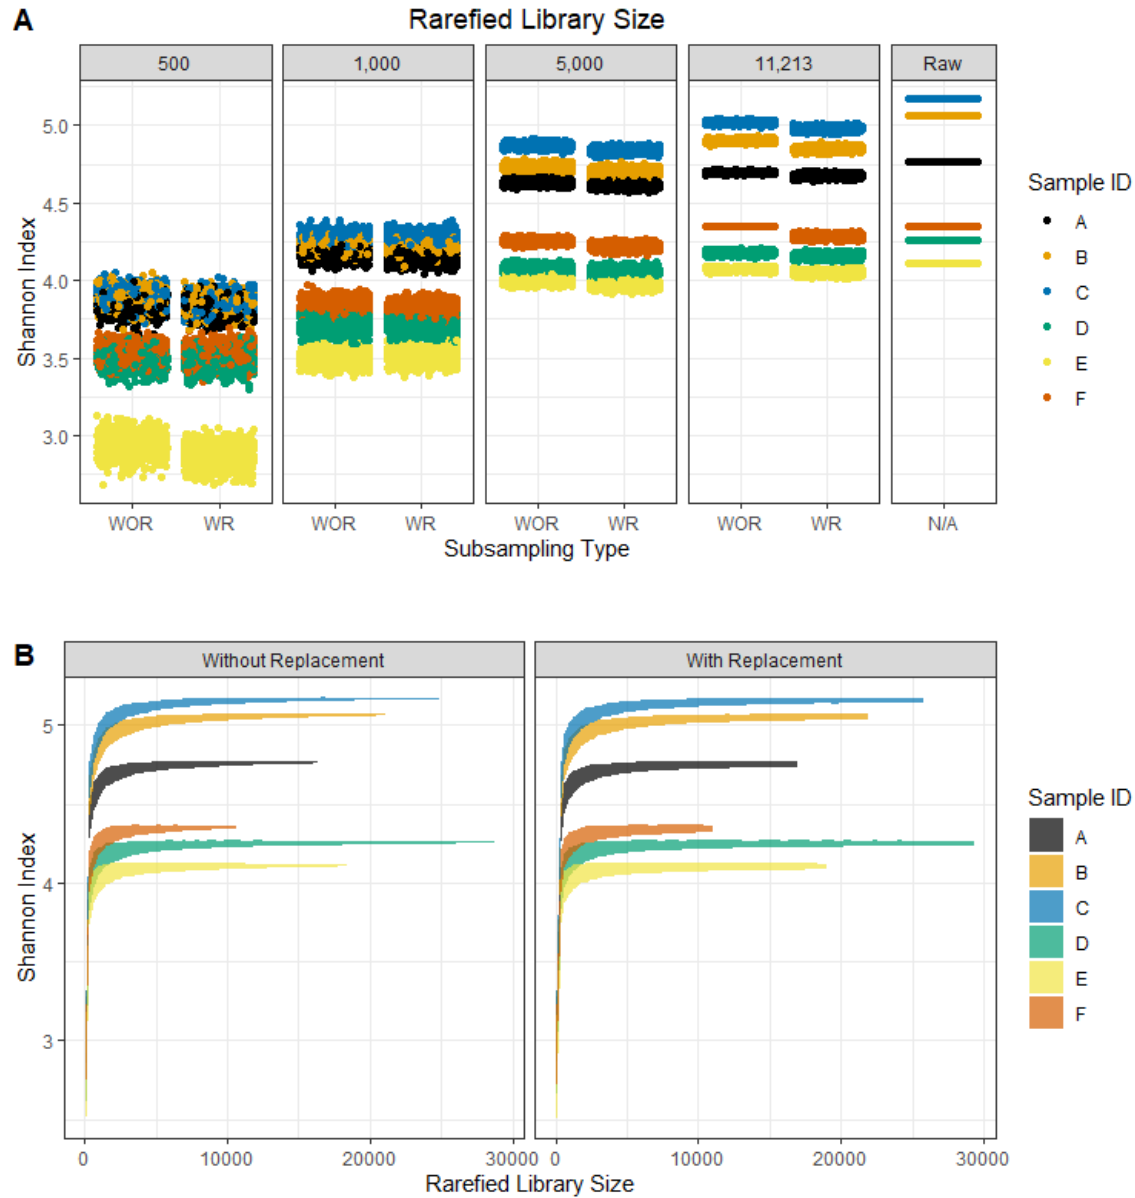 A
Rarefied Library Size
500 1,000 5,000 11,213 Raw
Shannon Index
5.0
4.5
4.0
3.5
3.0
WOR WR WOR WR WOR WR WOR WR N/A
Subsampling Type
Sample ID
A
B
C
D
E
F
B
Without Replacement With Replacement
Shannon Index
5
4
3
0 10000 20000 30000 0 10000 20000 30000
Rarefied Library Size
Sample ID
A
B
C
D
E
F